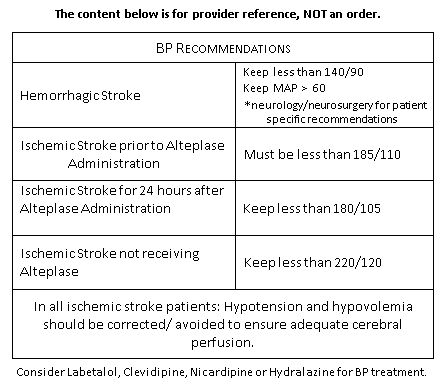 The content below is for provider reference, NOT an order.
BP RECOMMENDATIONS
Hemorrhagic Stroke
Keep less than 140/90
Keep MAP > 60
*neurology/neurosurgery for patient
specific recommendations
Ischemic Stroke prior to Alteplase
Administration
Must be less than 185/110
Ischemic Stroke for 24 hours after
Alteplase Administration
Keep less than 180/105
Ischemic Stroke not receiving
Alteplase
Keep less than 220/120
In all ischemic stroke patients: Hypotension and hypovolemia
should be corrected/ avoided to ensure adequate cerebral
perfusion.
Consider Labetalol, Clevidipine, Nicardipine or Hydralazine for BP treatment.